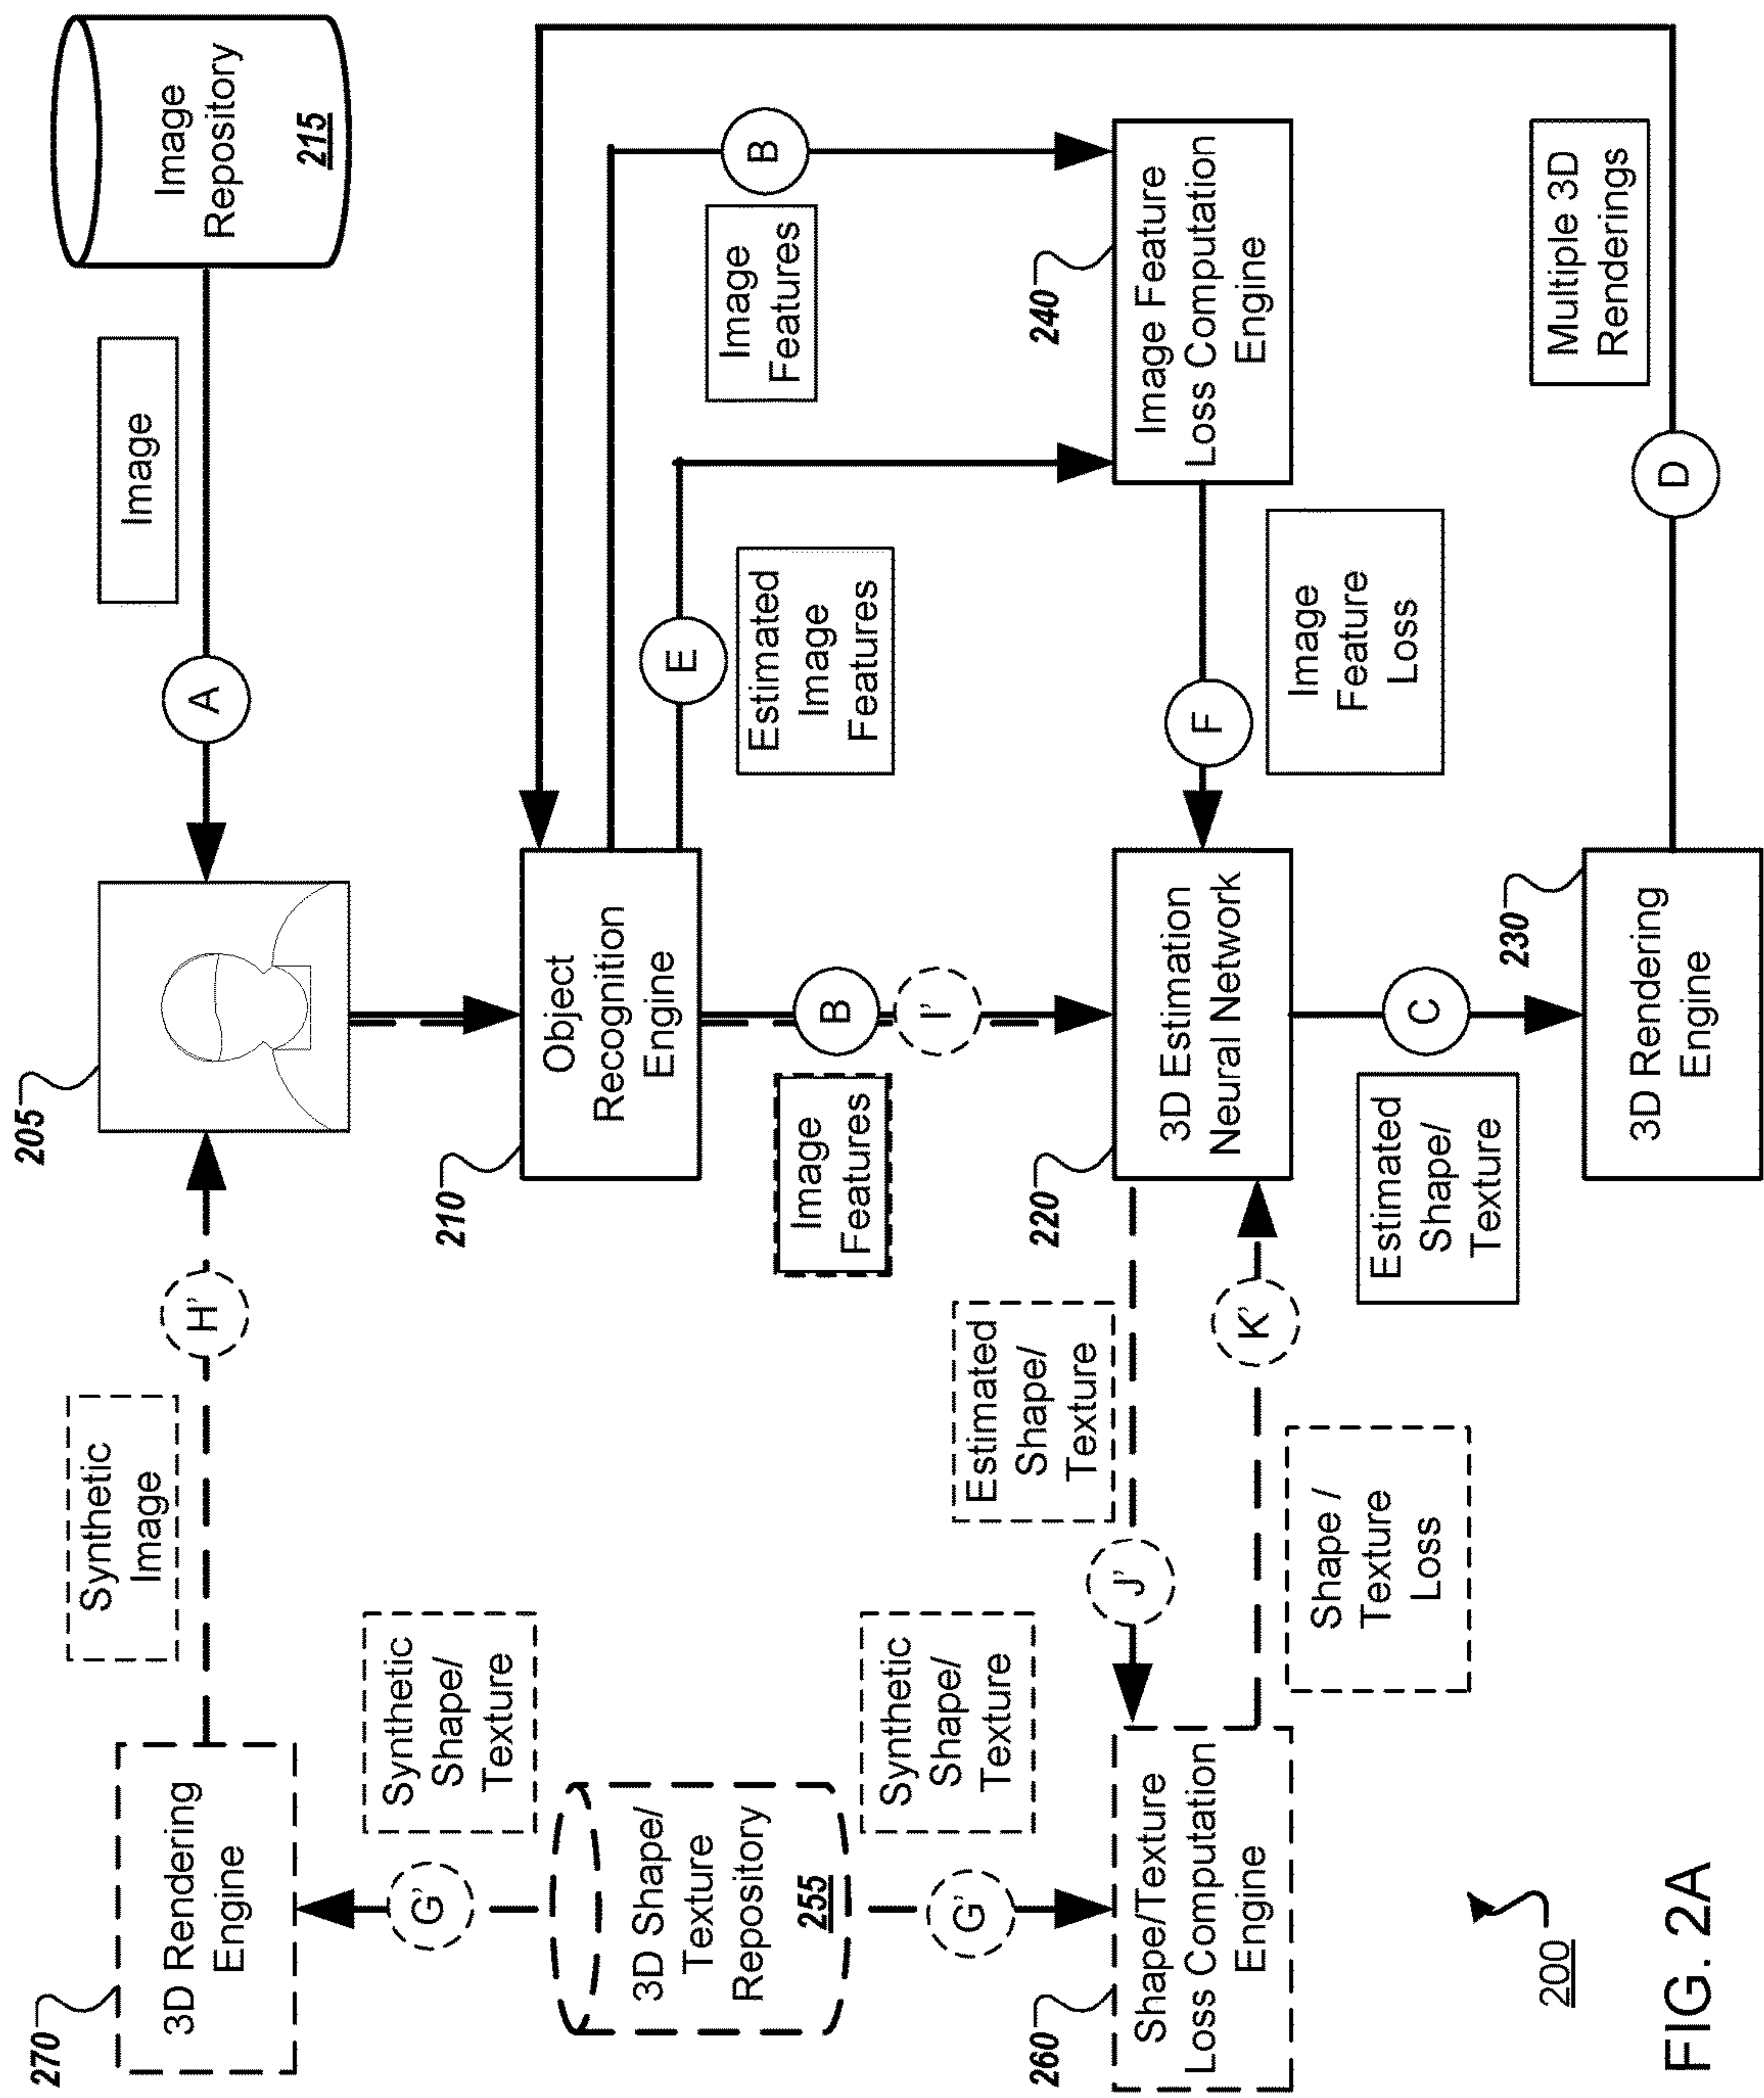 270
3D Rendering
Engine
Synthetic
Image
H'
205
A
Image
Image
Repository
215
G'
Synthetic
Shape/
Texture
3D Shape/
Texture
Repository
255
G'
Synthetic
Shape/
Texture
210
Object
Recognition
Engine
Image
Features
B
I'
E
Estimated
Image
Features
Image
Features
B
260
Shape/Texture
Loss Computation
Engine
J'
Estimated
Shape/
Texture
K'
Shape /
Texture
Loss
220
3D Estimation
Neural Network
F
Image
Feature
Loss
240
Image Feature
Loss Computation
Engine
Estimated
Shape/
Texture
C
230
3D Rendering
Engine
D
Multiple 3D
Renderings
200
FIG. 2A